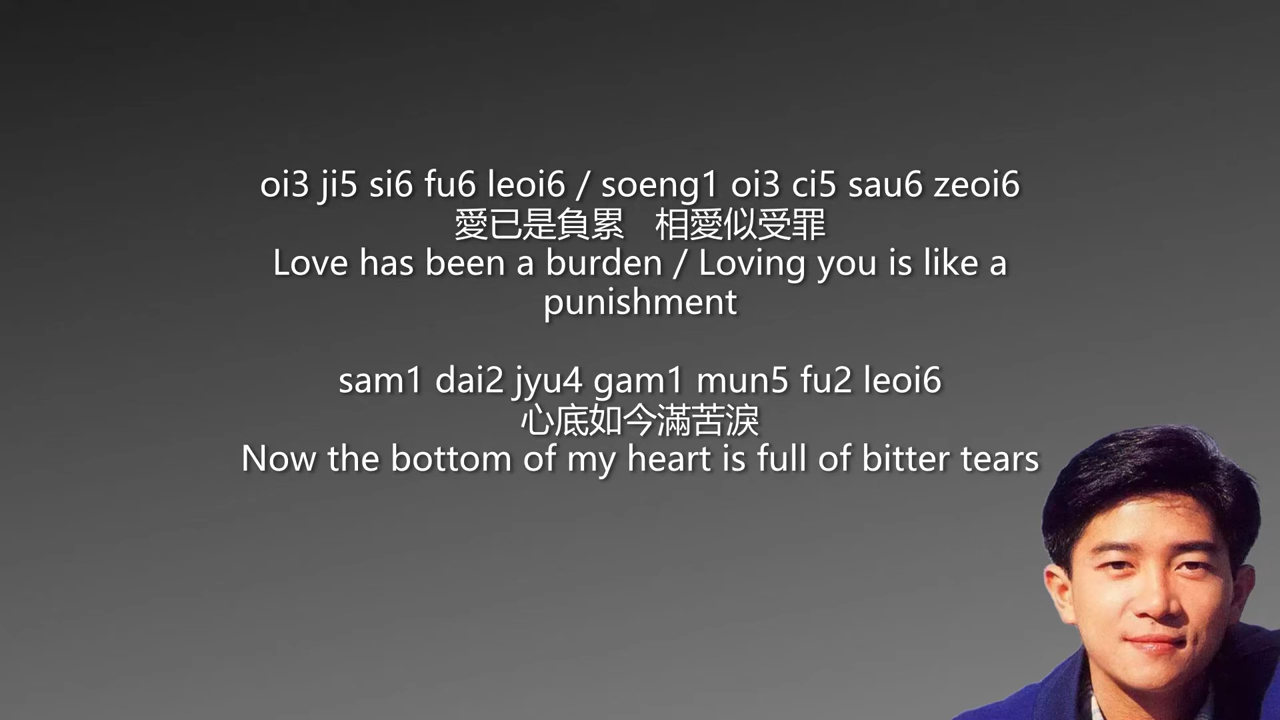 oi3 ji5 si6 fu6 leoi6 / soeng1 oi3 ci5 sau6 zeoi6
愛已是負累 相愛似受罪
Love has been a burden / Loving you is like a
punishment
sam1 dai2 jyu4 gam1 mun5 fu2 leoi6
心底如今滿苦淚
Now the bottom of my heart is full of bitter tears